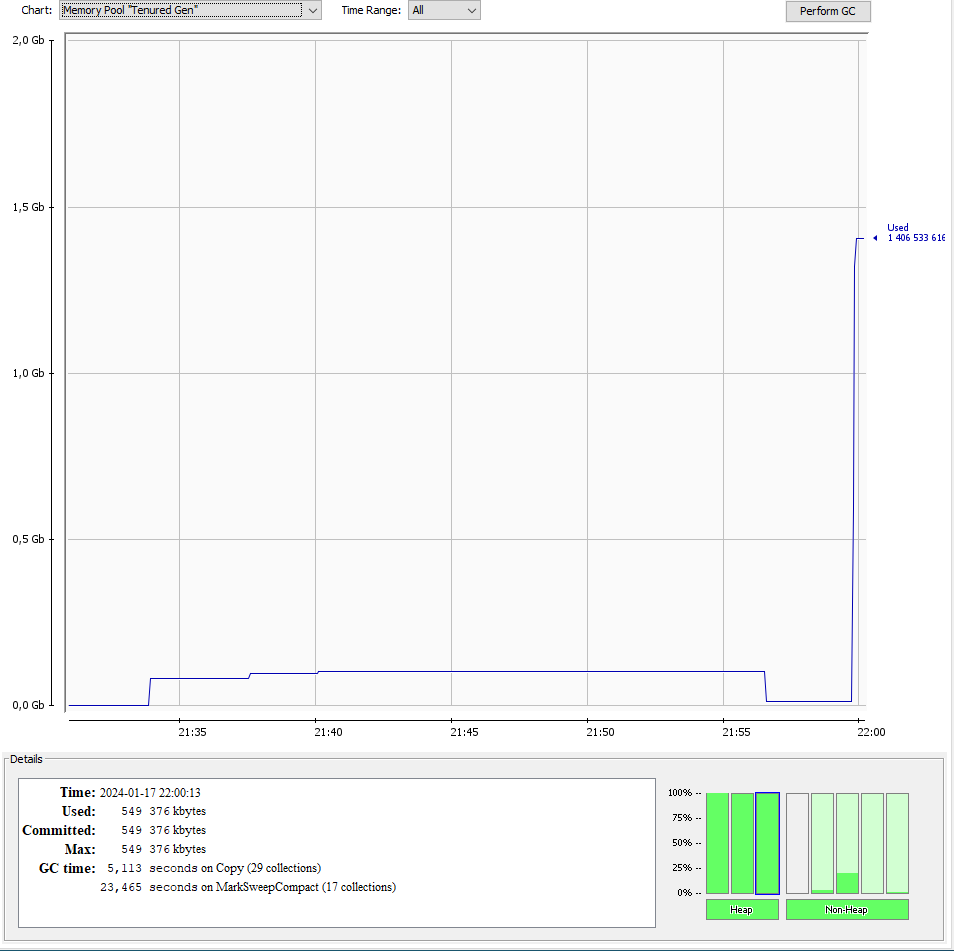 Chart: Memory Pool "Tenured Gen" Time Range: All Perform GC
2,0 Gb
1,5 Gb
Used
1 406 533 616
1,0 Gb
0,5 Gb
0,0 Gb
21:35 21:40 21:45 21:50 21:55 22:00
Details
Time: 2024-01-17 22:00:13
Used: 549 376 kbytes
Committed: 549 376 kbytes
Max: 549 376 kbytes
GC time: 5,113 seconds on Copy (29 collections)
23,465 seconds on MarkSweepCompact (17 collections)
100% --
75% --
50% --
25% --
0% --
Heap Non-Heap